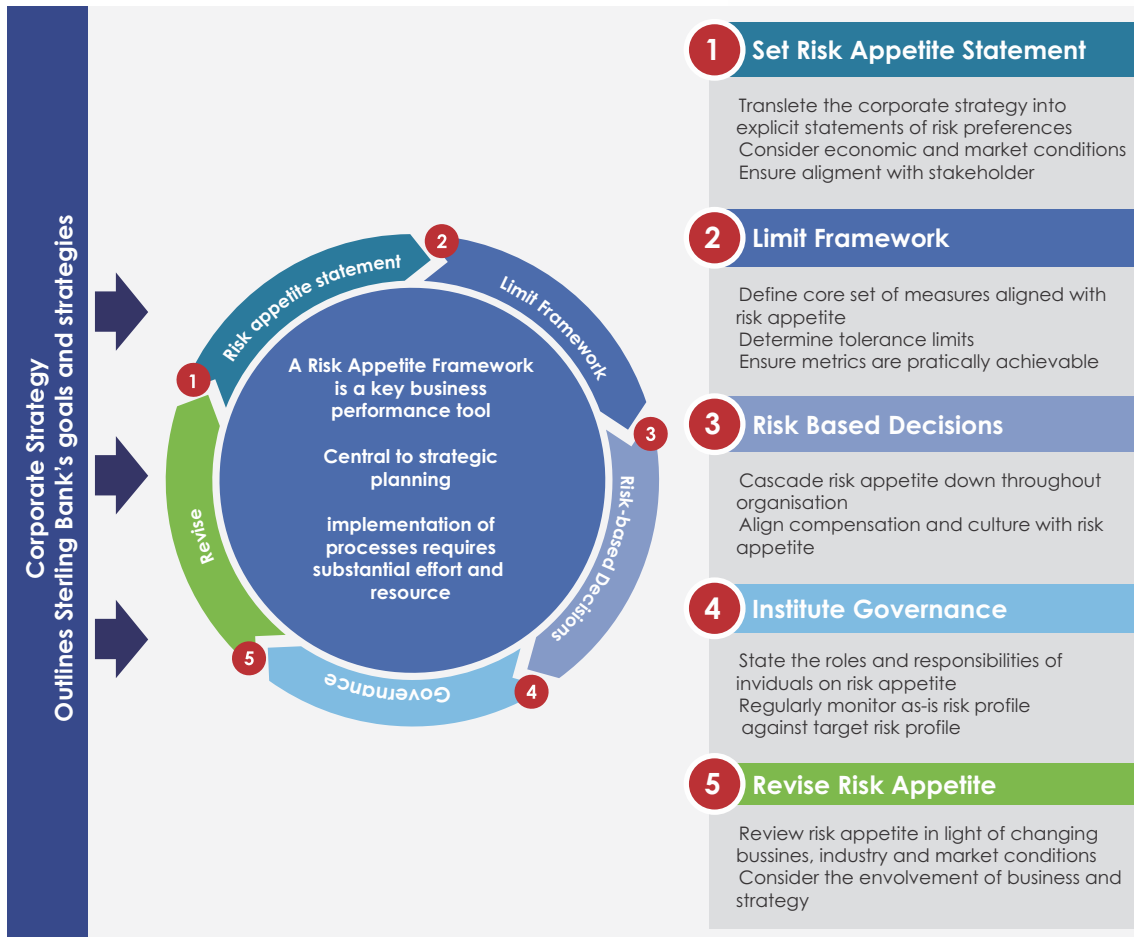 Corporate Strategy
Outlines Sterling Bank's goals and strategies
1
Risk appetite statement
2
Limit Framework
3
Risk-based Decisions
4
Governance
5
Revise
A Risk Appetite Framework
is a key business
performance tool
Central to strategic
planning
implementation of
processes requires
substantial effort and
resource
1 Set Risk Appetite Statement
Translete the corporate strategy into
explicit statements of risk preferences
Consider economic and market conditions
Ensure aligment with stakeholder
2 Limit Framework
Define core set of measures aligned with
risk appetite
Determine tolerance limits
Ensure metrics are pratically achievable
3 Risk Based Decisions
Cascade risk appetite down throughout
organisation
Align compensation and culture with risk
appetite
4 Institute Governance
State the roles and responsibilities of
inviduals on risk appetite
Regularly monitor as-is risk profile
against target risk profile
5 Revise Risk Appetite
Review risk appetite in light of changing
bussines, industry and market conditions
Consider the envolvement of business and
strategy